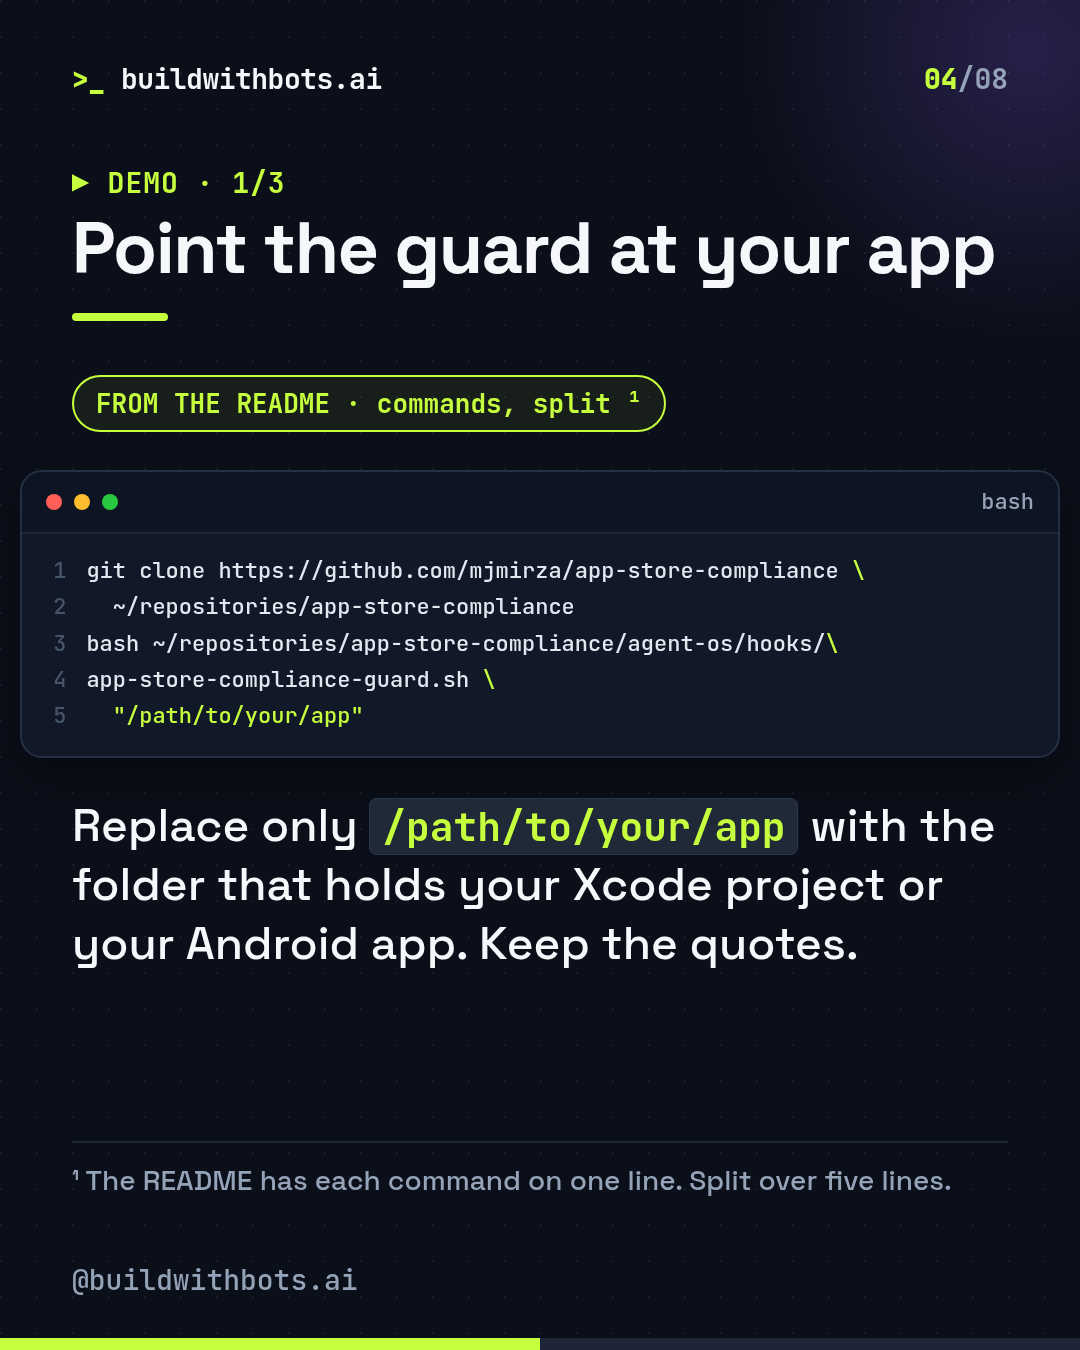 >_ buildwithbots.ai
04/08
▶ DEMO · 1/3
Point the guard at your app
FROM THE README · commands, split ¹
bash
1 git clone https://github.com/mjmirza/app-store-compliance \
2   ~/repositories/app-store-compliance
3 bash ~/repositories/app-store-compliance/agent-os/hooks/\
4 app-store-compliance-guard.sh \
5   "/path/to/your/app"
Replace only /path/to/your/app with the
folder that holds your Xcode project or
your Android app. Keep the quotes.
¹ The README has each command on one line. Split over five lines.
@buildwithbots.ai